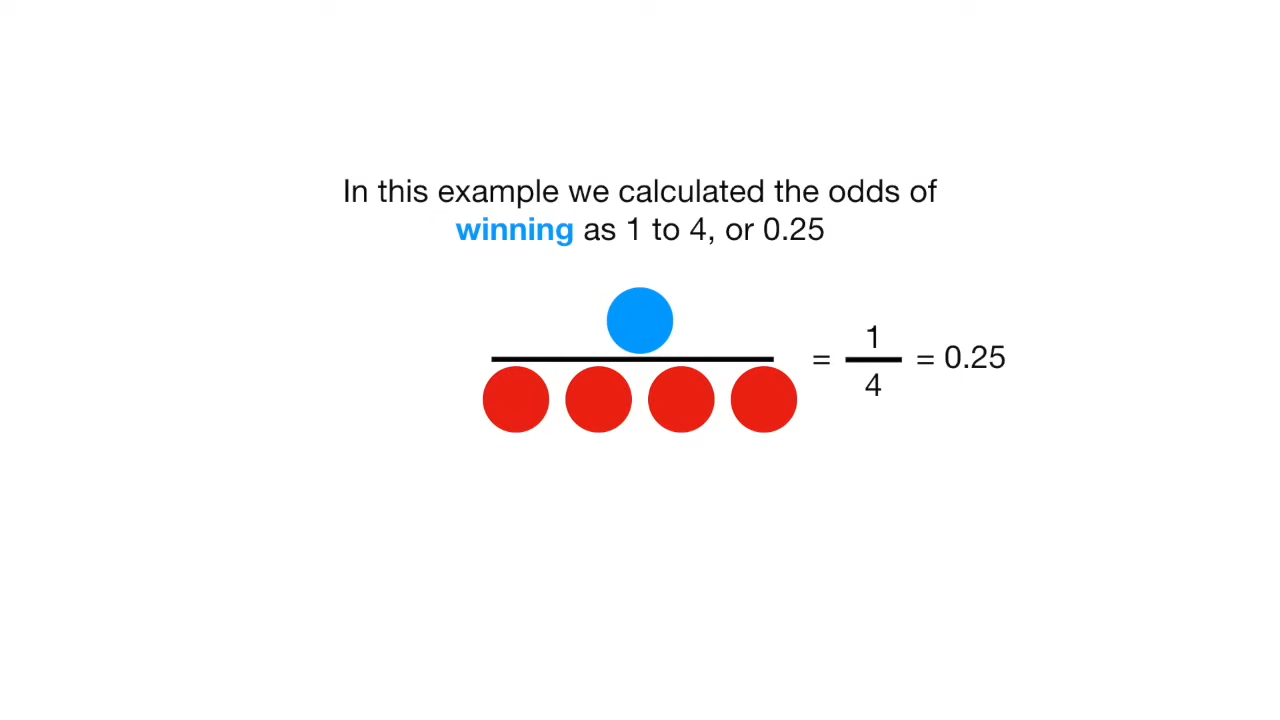 In this example we calculated the odds of
winning as 1 to 4, or 0.25
= 1/4 = 0.25